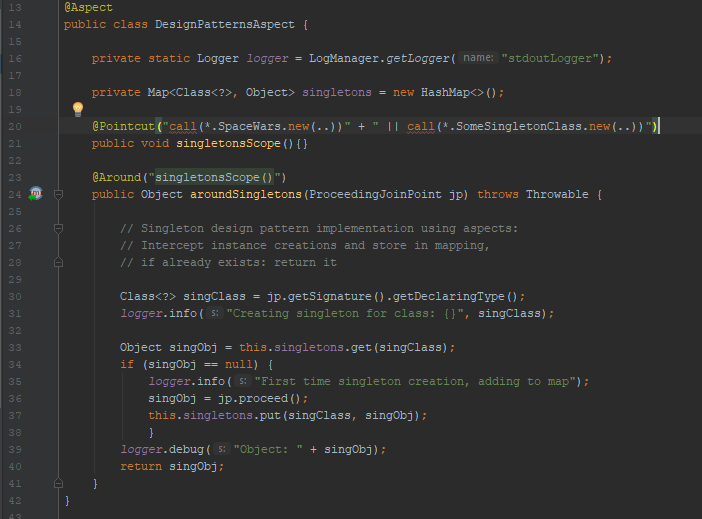 13 @Aspect
14 public class DesignPatternsAspect {
15
16 private static Logger logger = LogManager.getLogger( name: "stdoutLogger");
17
18 private Map<Class<?>, Object> singletons = new HashMap<>();
19
20 @Pointcut("call(*.SpaceWars.new(..))" + " || call(*.SomeSingletonClass.new(..))")
21 public void singletonsScope(){}
22
23 @Around("singletonsScope()")
24 public Object aroundSingletons(ProceedingJoinPoint jp) throws Throwable {
25
26 // Singleton design pattern implementation using aspects:
27 // Intercept instance creations and store in mapping,
28 // if already exists: return it
29
30 Class<?> singClass = jp.getSignature().getDeclaringType();
31 logger.info( s: "Creating singleton for class: {}", singClass);
32
33 Object singObj = this.singletons.get(singClass);
34 if (singObj == null) {
35 logger.info( s: "First time singleton creation, adding to map");
36 singObj = jp.proceed();
37 this.singletons.put(singClass, singObj);
38 }
39 logger.debug( s: "Object: " + singObj);
40 return singObj;
41 }
42 }